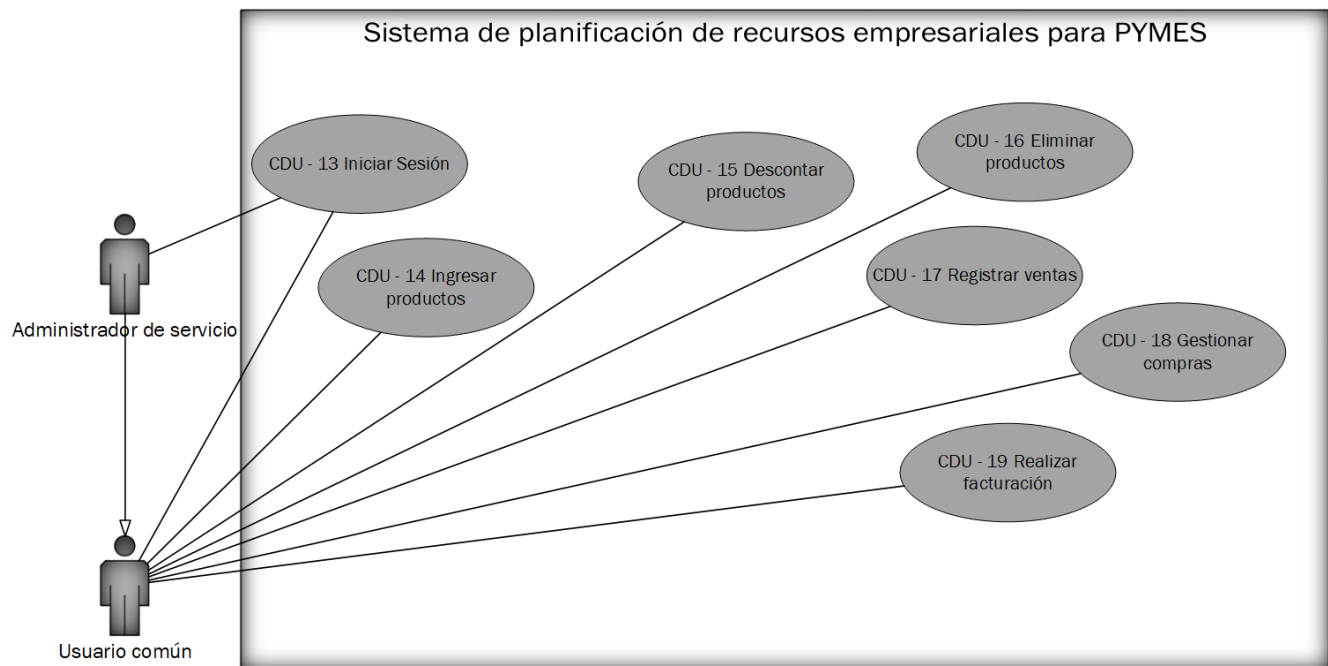 Sistema de planificación de recursos empresariales para PYMES
CDU - 13 Iniciar Sesión
CDU - 14 Ingresar
productos
CDU - 15 Descontar
productos
CDU - 16 Eliminar
productos
CDU - 17 Registrar ventas
CDU - 18 Gestionar
compras
CDU - 19 Realizar
facturación
Administrador de servicio
Usuario común